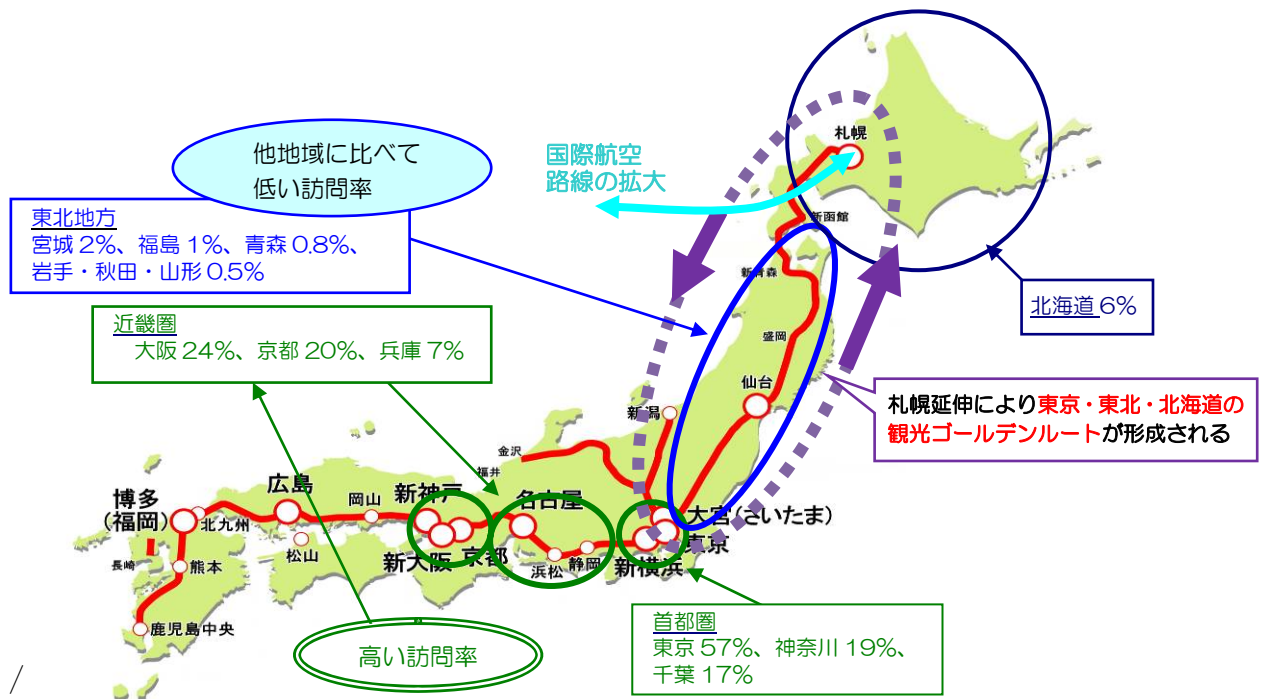 他地域に比べて
低い訪問率
東北地方
宮城 2%、福島 1%、青森 0.8%、
岩手・秋田・山形 0.5%
国際航空
路線の拡大
札幌
新函館
新青森
北海道 6%
近畿圏
大阪 24%、京都 20%、兵庫 7%
盛岡
仙台
新潟
札幌延伸により東京・東北・北海道の
観光ゴールデンルートが形成される
金沢
福井
博多
(福岡)
北九州
広島
岡山
新神戸
名古屋
大宮(さいたま)
東京
長崎
熊本
松山
新大阪
京都
浜松
静岡
新横浜
鹿児島中央
高い訪問率
首都圏
東京 57%、神奈川 19%、
千葉 17%
/